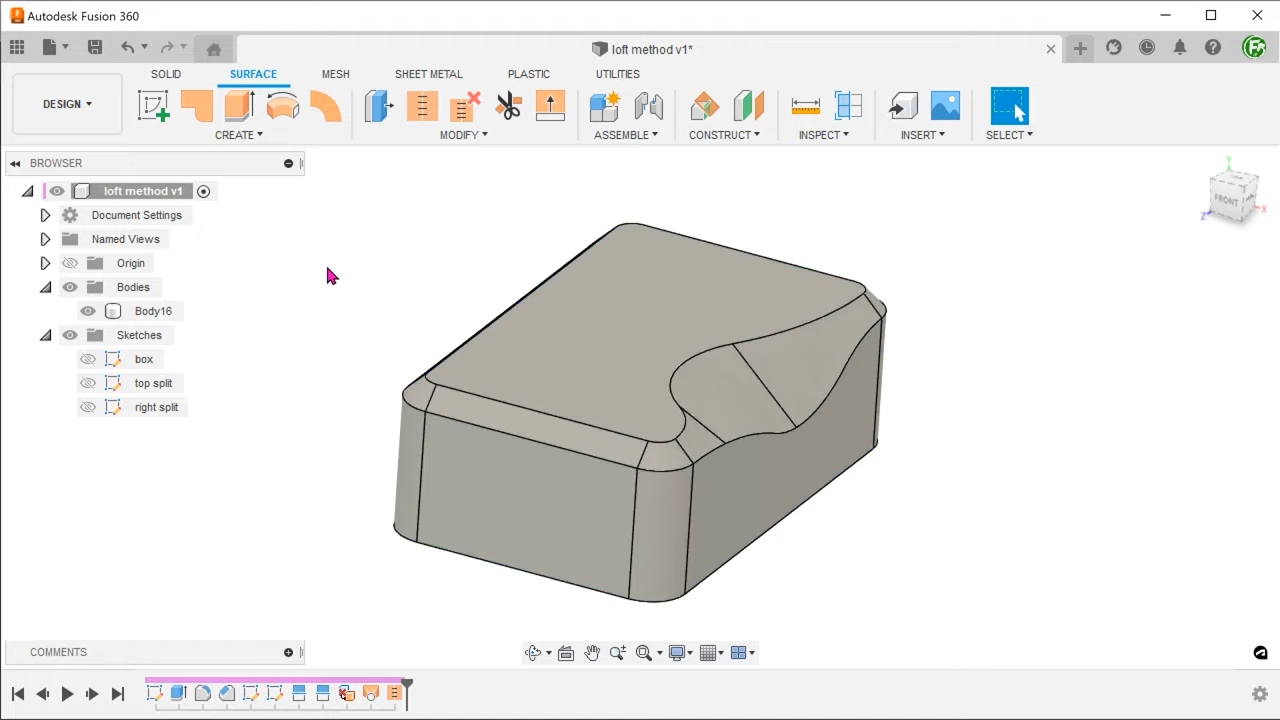 Autodesk Fusion 360
loft method v1*
SOLID SURFACE MESH SHEET METAL PLASTIC UTILITIES
DESIGN
CREATE MODIFY ASSEMBLE CONSTRUCT INSPECT INSERT SELECT
BROWSER
loft method v1
Document Settings
Named Views
Origin
Bodies
Body16
Sketches
box
top split
right split
Y
FRONT
X
Z
COMMENTS